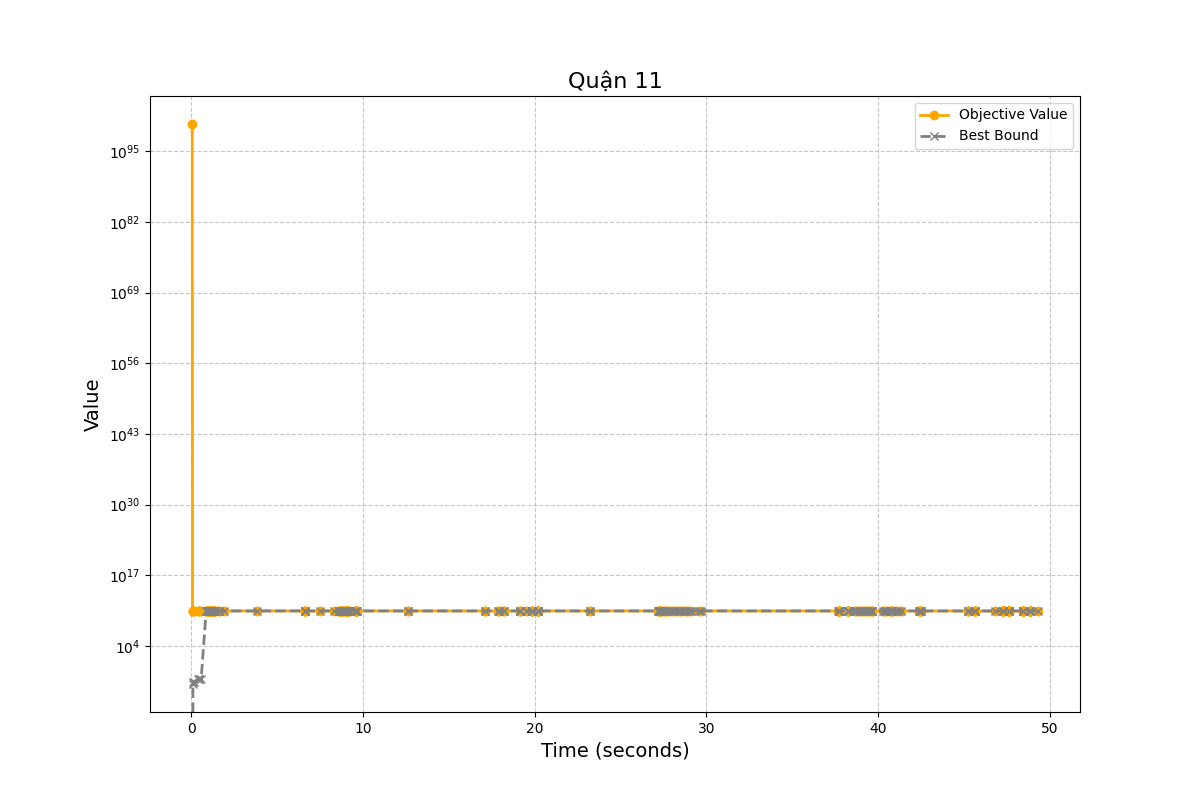 Quận 11
Objective Value
Best Bound
10^95
10^82
10^69
10^56
10^43
10^30
10^17
10^4
Value
0 10 20 30 40 50
Time (seconds)